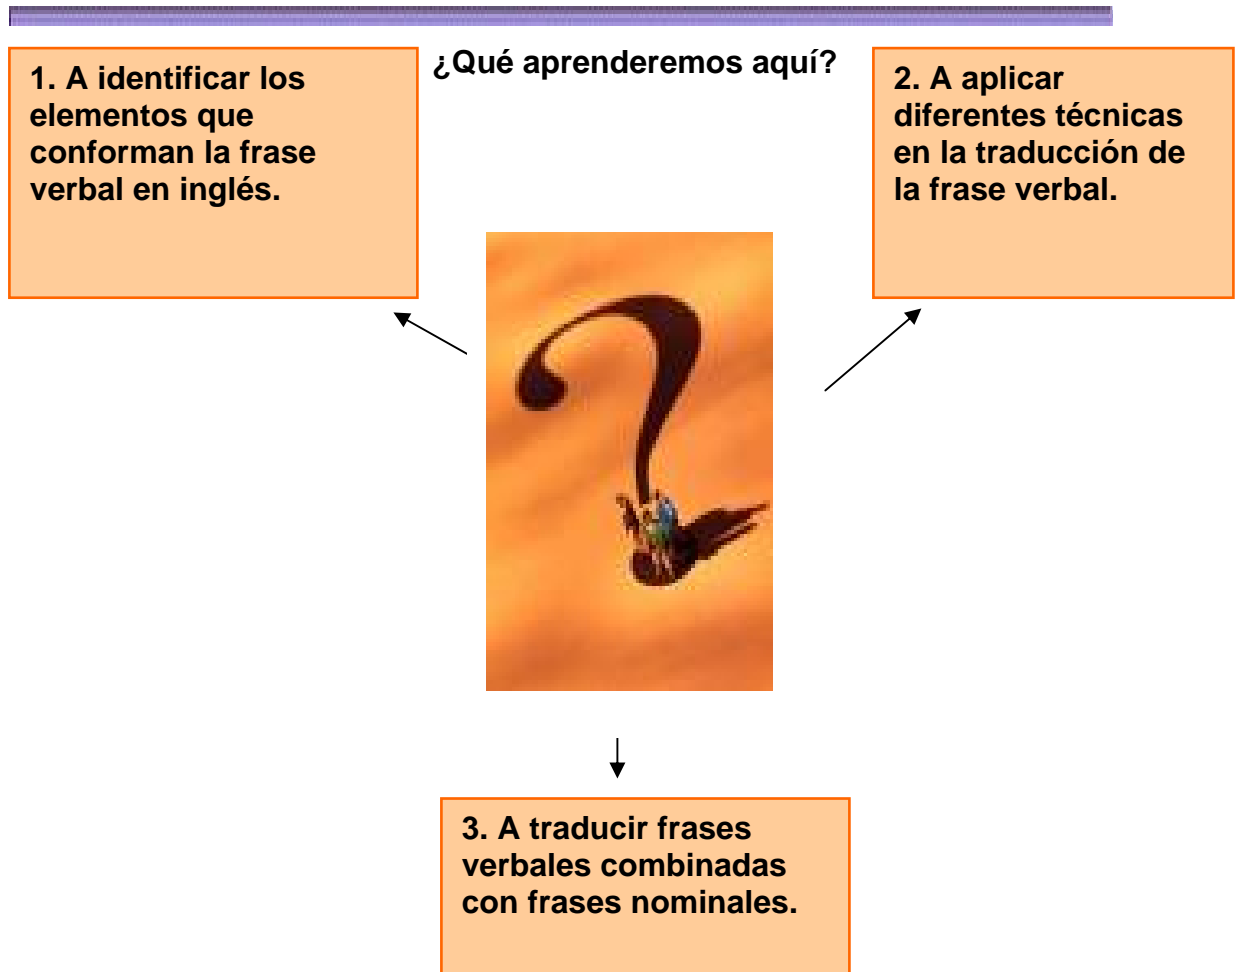 ¿Qué aprenderemos aquí?
1. A identificar los
elementos que
conforman la frase
verbal en inglés.
2. A aplicar
diferentes técnicas
en la traducción de
la frase verbal.
3. A traducir frases
verbales combinadas
con frases nominales.